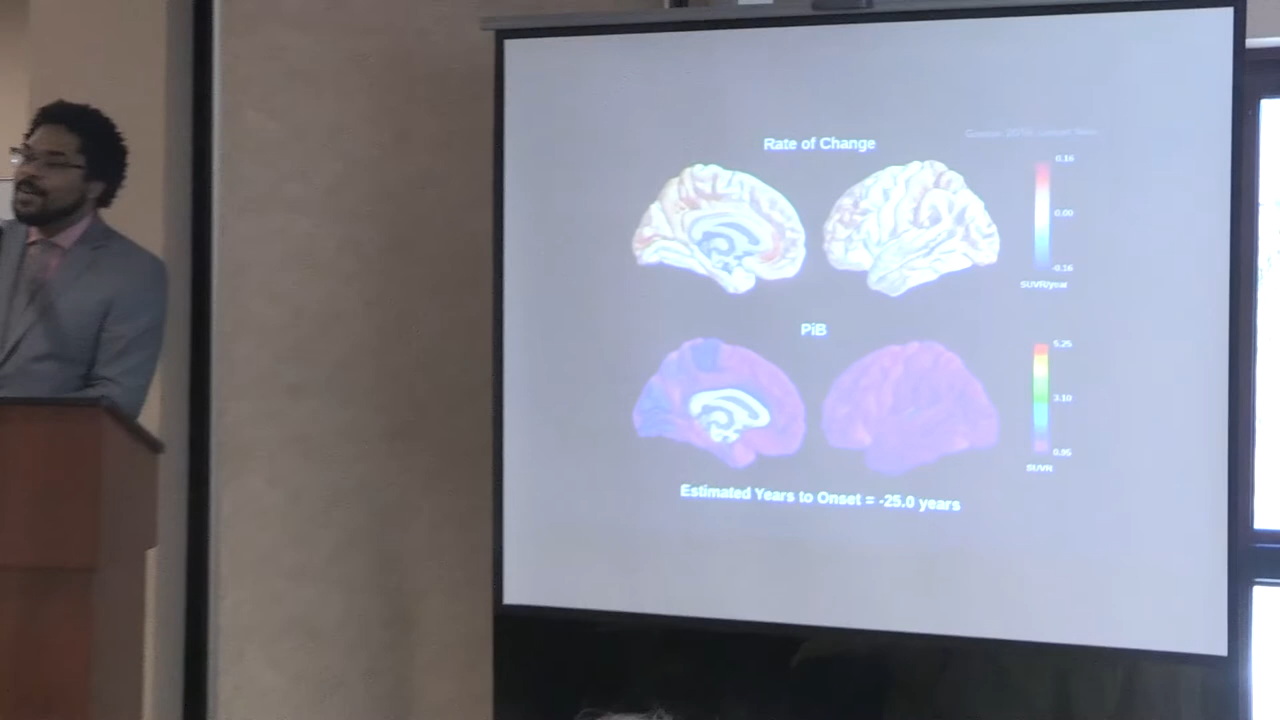 Rate of Change
0.16
0.00
-0.16
SUVR/year
PiB
5.25
3.10
0.95
SUVR
Estimated Years to Onset = -25.0 years